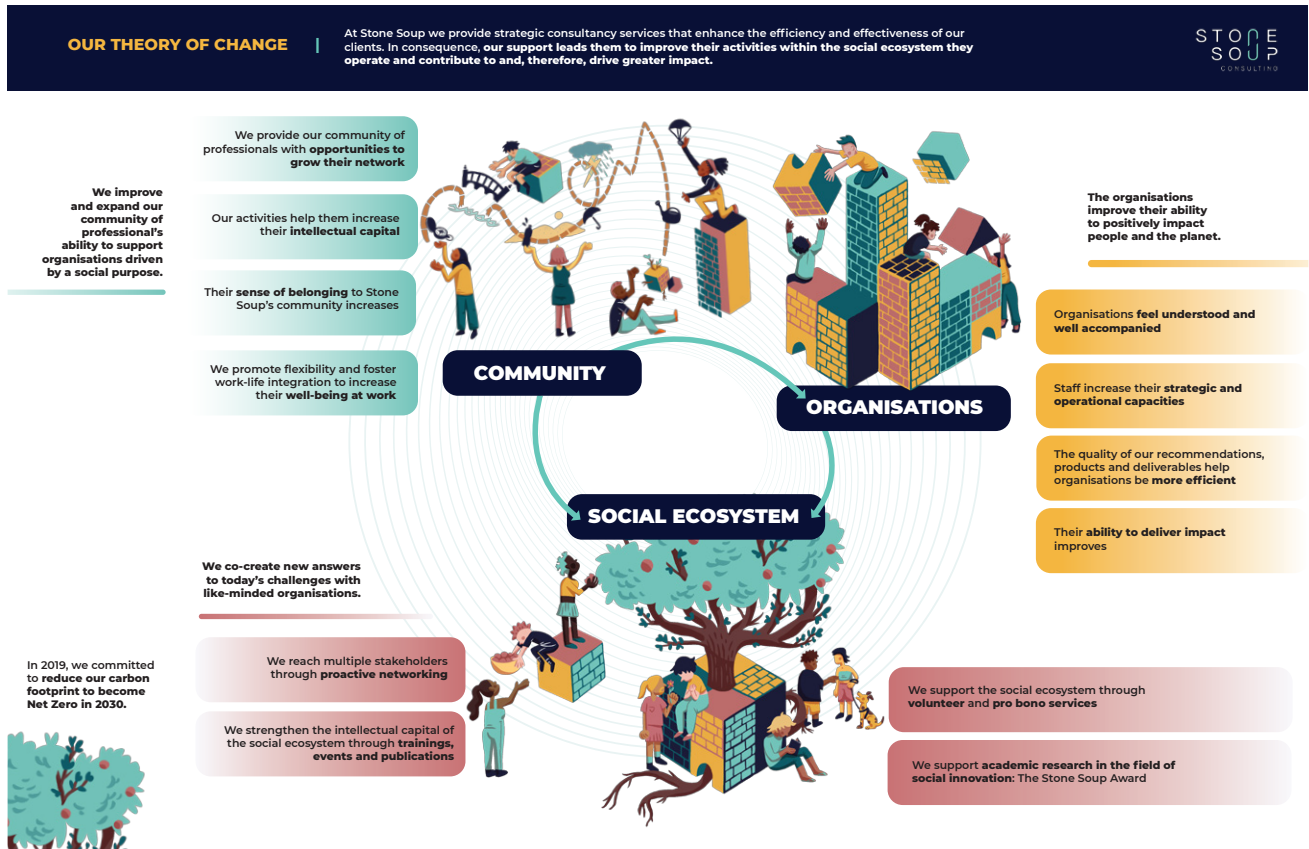 OUR THEORY OF CHANGE
|
At Stone Soup we provide strategic consultancy services that enhance the efficiency and effectiveness of our
clients. In consequence, our support leads them to improve their activities within the social ecosystem they
operate and contribute to and, therefore, drive greater impact.
STONE
SOUP
CONSULTING
We improve
and expand our
community of
professional's
ability to support
organisations driven
by a social purpose.
We provide our community of
professionals with opportunities to
grow their network
Our activities help them increase
their intellectual capital
Their sense of belonging to Stone
Soup's community increases
We promote flexibility and foster
work-life integration to increase
their well-being at work
COMMUNITY
ORGANISATIONS
SOCIAL ECOSYSTEM
The organisations
improve their ability
to positively impact
people and the planet.
Organisations feel understood and
well accompanied
Staff increase their strategic and
operational capacities
The quality of our recommendations,
products and deliverables help
organisations be more efficient
Their ability to deliver impact
improves
We co-create new answers
to today's challenges with
like-minded organisations.
We reach multiple stakeholders
through proactive networking
We strengthen the intellectual capital of
the social ecosystem through trainings,
events and publications
We support the social ecosystem through
volunteer and pro bono services
We support academic research in the field of
social innovation: The Stone Soup Award
In 2019, we committed
to reduce our carbon
footprint to become
Net Zero in 2030.